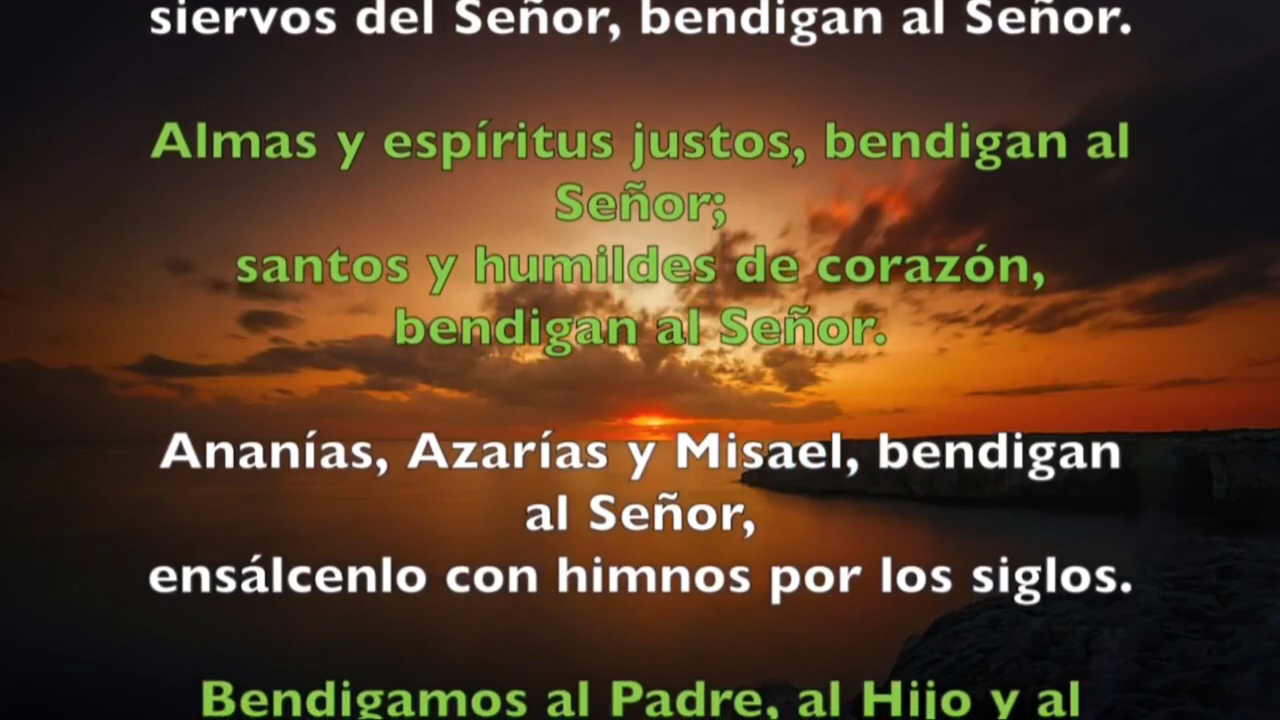 siervos del Señor, bendigan al Señor.
Almas y espíritus justos, bendigan al
Señor;
santos y humildes de corazón,
bendigan al Señor.
Ananías, Azarías y Misael, bendigan
al Señor,
ensálcenlo con himnos por los siglos.
Bendigamos al Padre, al Hijo y al